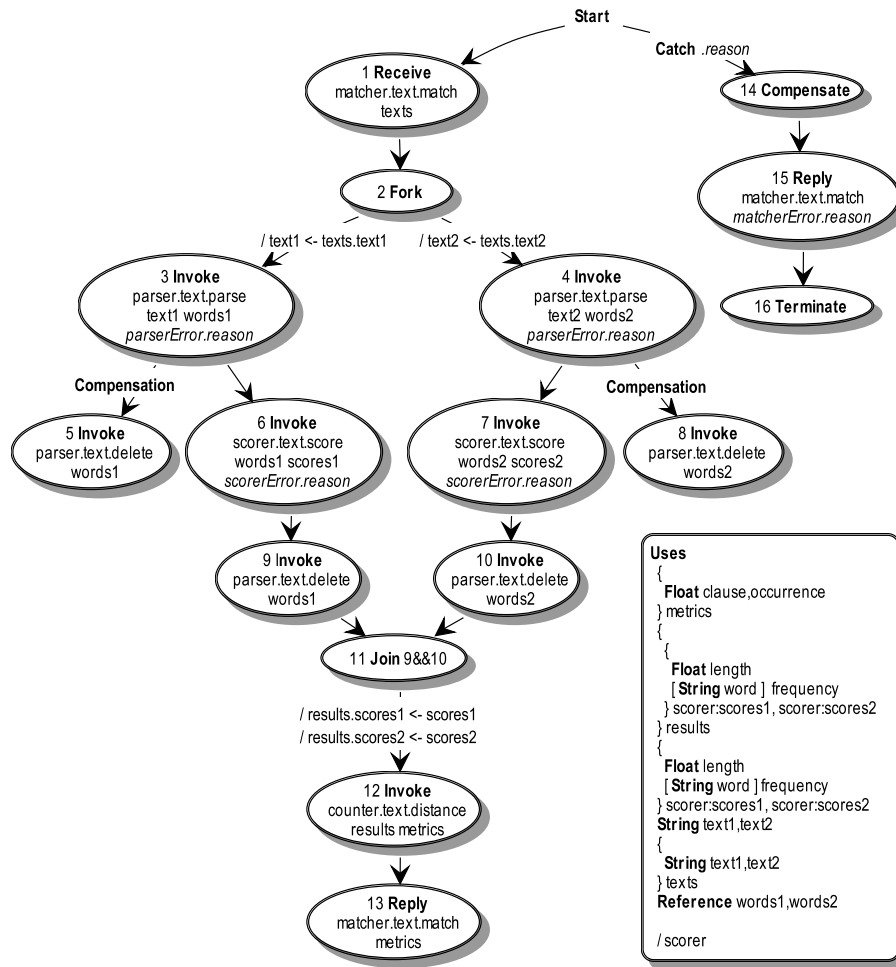 Start
Catch .reason
1 Receive
matcher.text.match
texts
14 Compensate
2 Fork
15 Reply
matcher.text.match
matcherError.reason
/ text1 <- texts.text1
/ text2 <- texts.text2
3 Invoke
parser.text.parse
text1 words1
parserError.reason
4 Invoke
parser.text.parse
text2 words2
parserError.reason
16 Terminate
Compensation
Compensation
5 Invoke
parser.text.delete
words1
6 Invoke
scorer.text.score
words1 scores1
scorerError.reason
7 Invoke
scorer.text.score
words2 scores2
scorerError.reason
8 Invoke
parser.text.delete
words2
9 Invoke
parser.text.delete
words1
10 Invoke
parser.text.delete
words2
11 Join 9&&10
/ results.scores1 <- scores1
/ results.scores2 <- scores2
12 Invoke
counter.text.distance
results metrics
13 Reply
matcher.text.match
metrics
Uses
{
Float clause,occurrence
} metrics
{
{
Float length
[ String word ] frequency
} scorer:scores1, scorer:scores2
} results
{
Float length
[ String word ] frequency
} scorer:scores1, scorer:scores2
String text1,text2
{
String text1,text2
} texts
Reference words1,words2
/ scorer